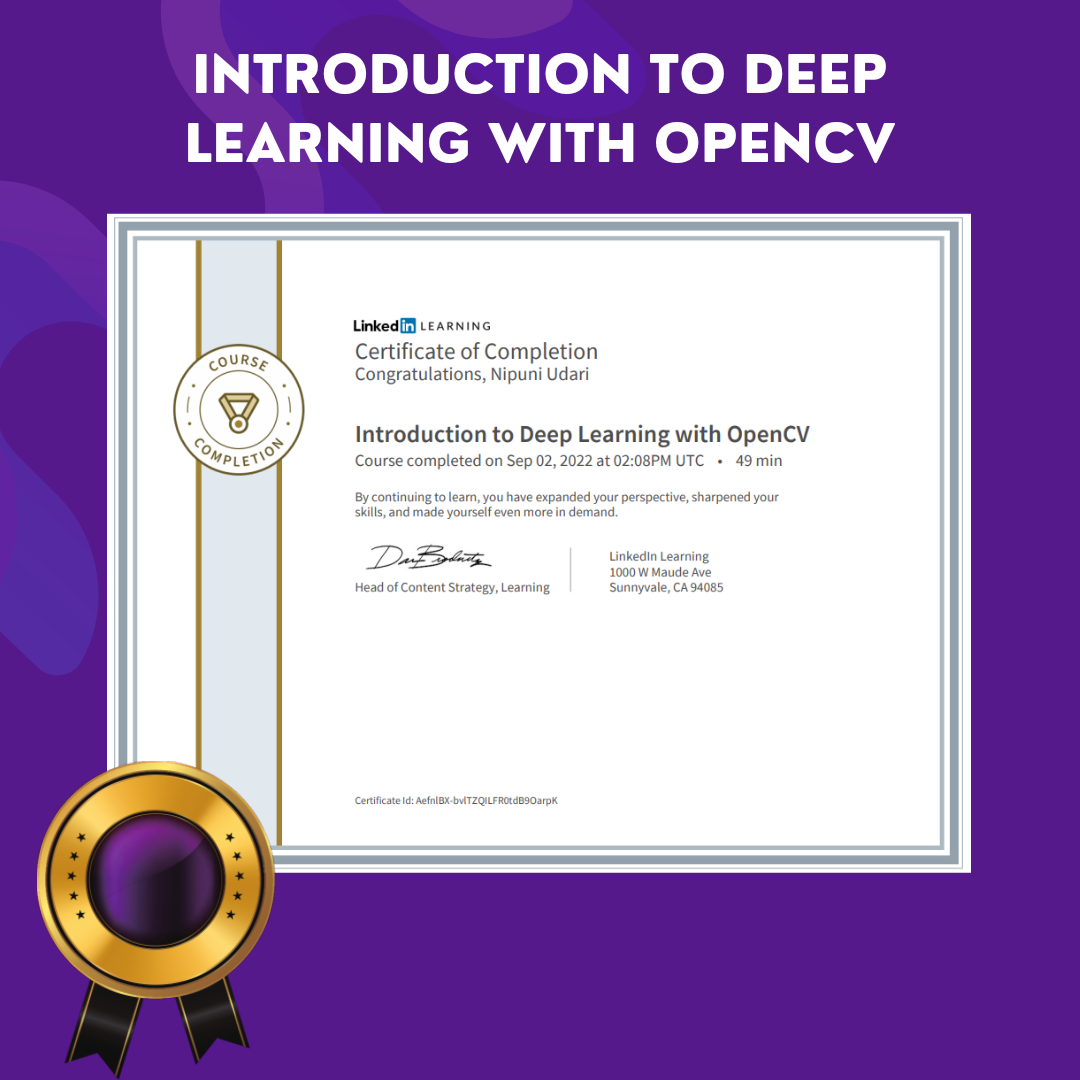 INTRODUCTION TO DEEP
LEARNING WITH OPENCV
LinkedIn LEARNING
Certificate of Completion
Congratulations, Nipuni Udari
COURSE
COMPLETION
Introduction to Deep Learning with OpenCV
Course completed on Sep 02, 2022 at 02:08PM UTC • 49 min
By continuing to learn, you have expanded your perspective, sharpened your
skills, and made yourself even more in demand.
Head of Content Strategy, Learning
LinkedIn Learning
1000 W Maude Ave
Sunnyvale, CA 94085
Certificate Id: